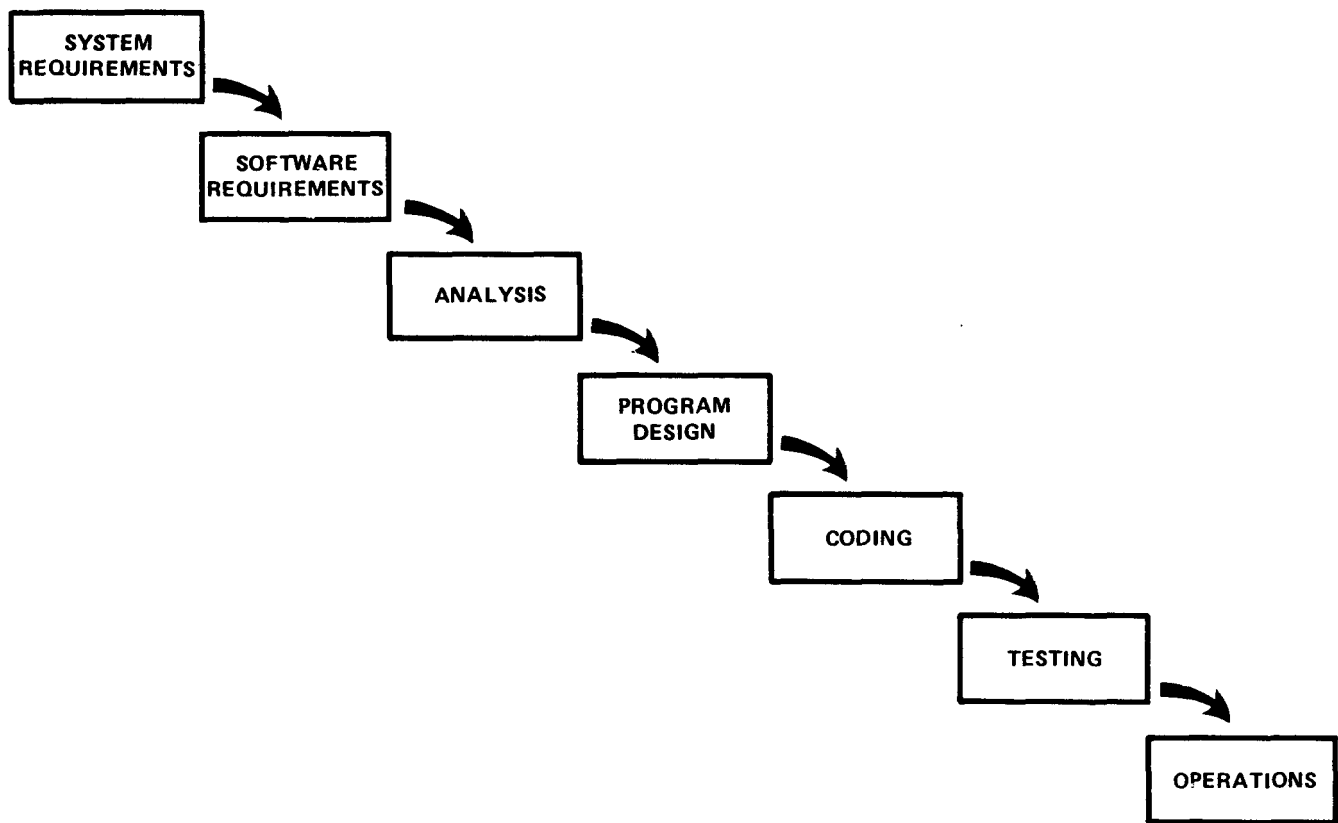 SYSTEM
REQUIREMENTS
SOFTWARE
REQUIREMENTS
ANALYSIS
PROGRAM
DESIGN
CODING
TESTING
OPERATIONS